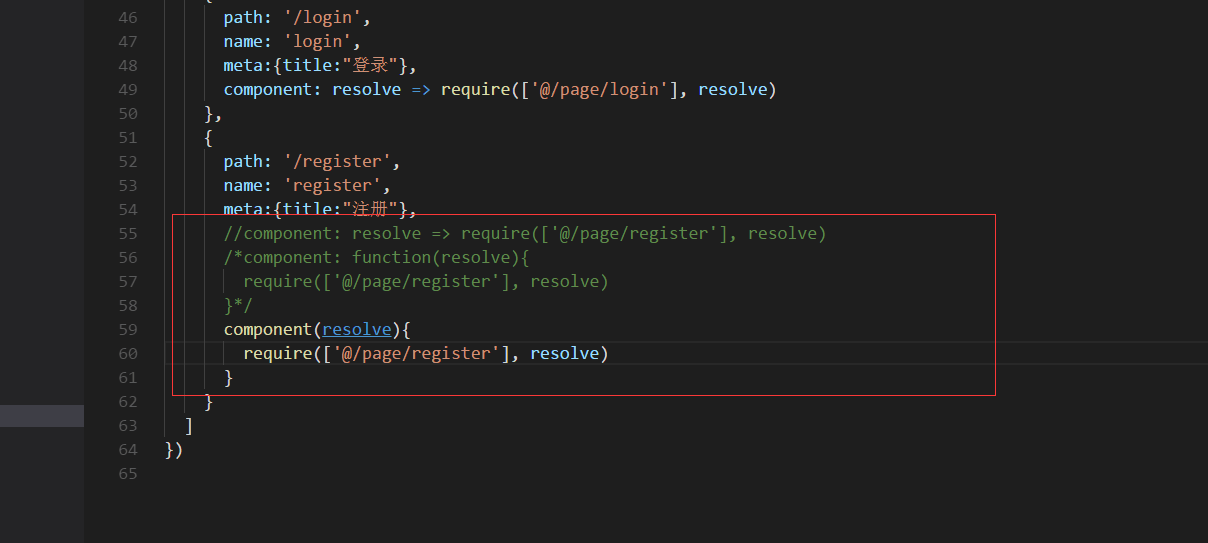 46 path: '/login',
47 name: 'login',
48 meta:{title:"登录"},
49 component: resolve => require(['@/page/login'], resolve)
50 },
51 {
52 path: '/register',
53 name: 'register',
54 meta:{title:"注册"},
55 //component: resolve => require(['@/page/register'], resolve)
56 /*component: function(resolve){
57 require(['@/page/register'], resolve)
58 }*/
59 component(resolve){
60 require(['@/page/register'], resolve)
61 }
62 }
63 ]
64 })
65